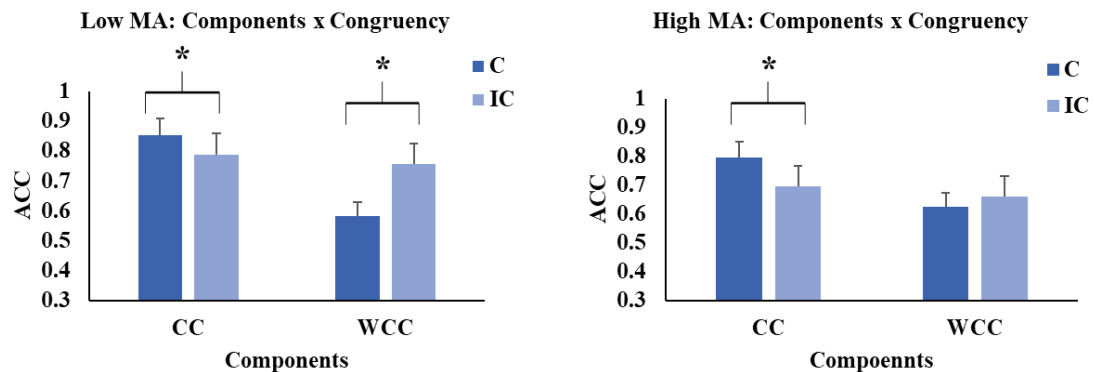 Low MA: Components x Congruency
*
*
C
IC
1
0.9
0.8
0.7
0.6
0.5
0.4
0.3
ACC
CC
WCC
Components
High MA: Components x Congruency
*
C
IC
1
0.9
0.8
0.7
0.6
0.5
0.4
0.3
ACC
CC
WCC
Compoennts